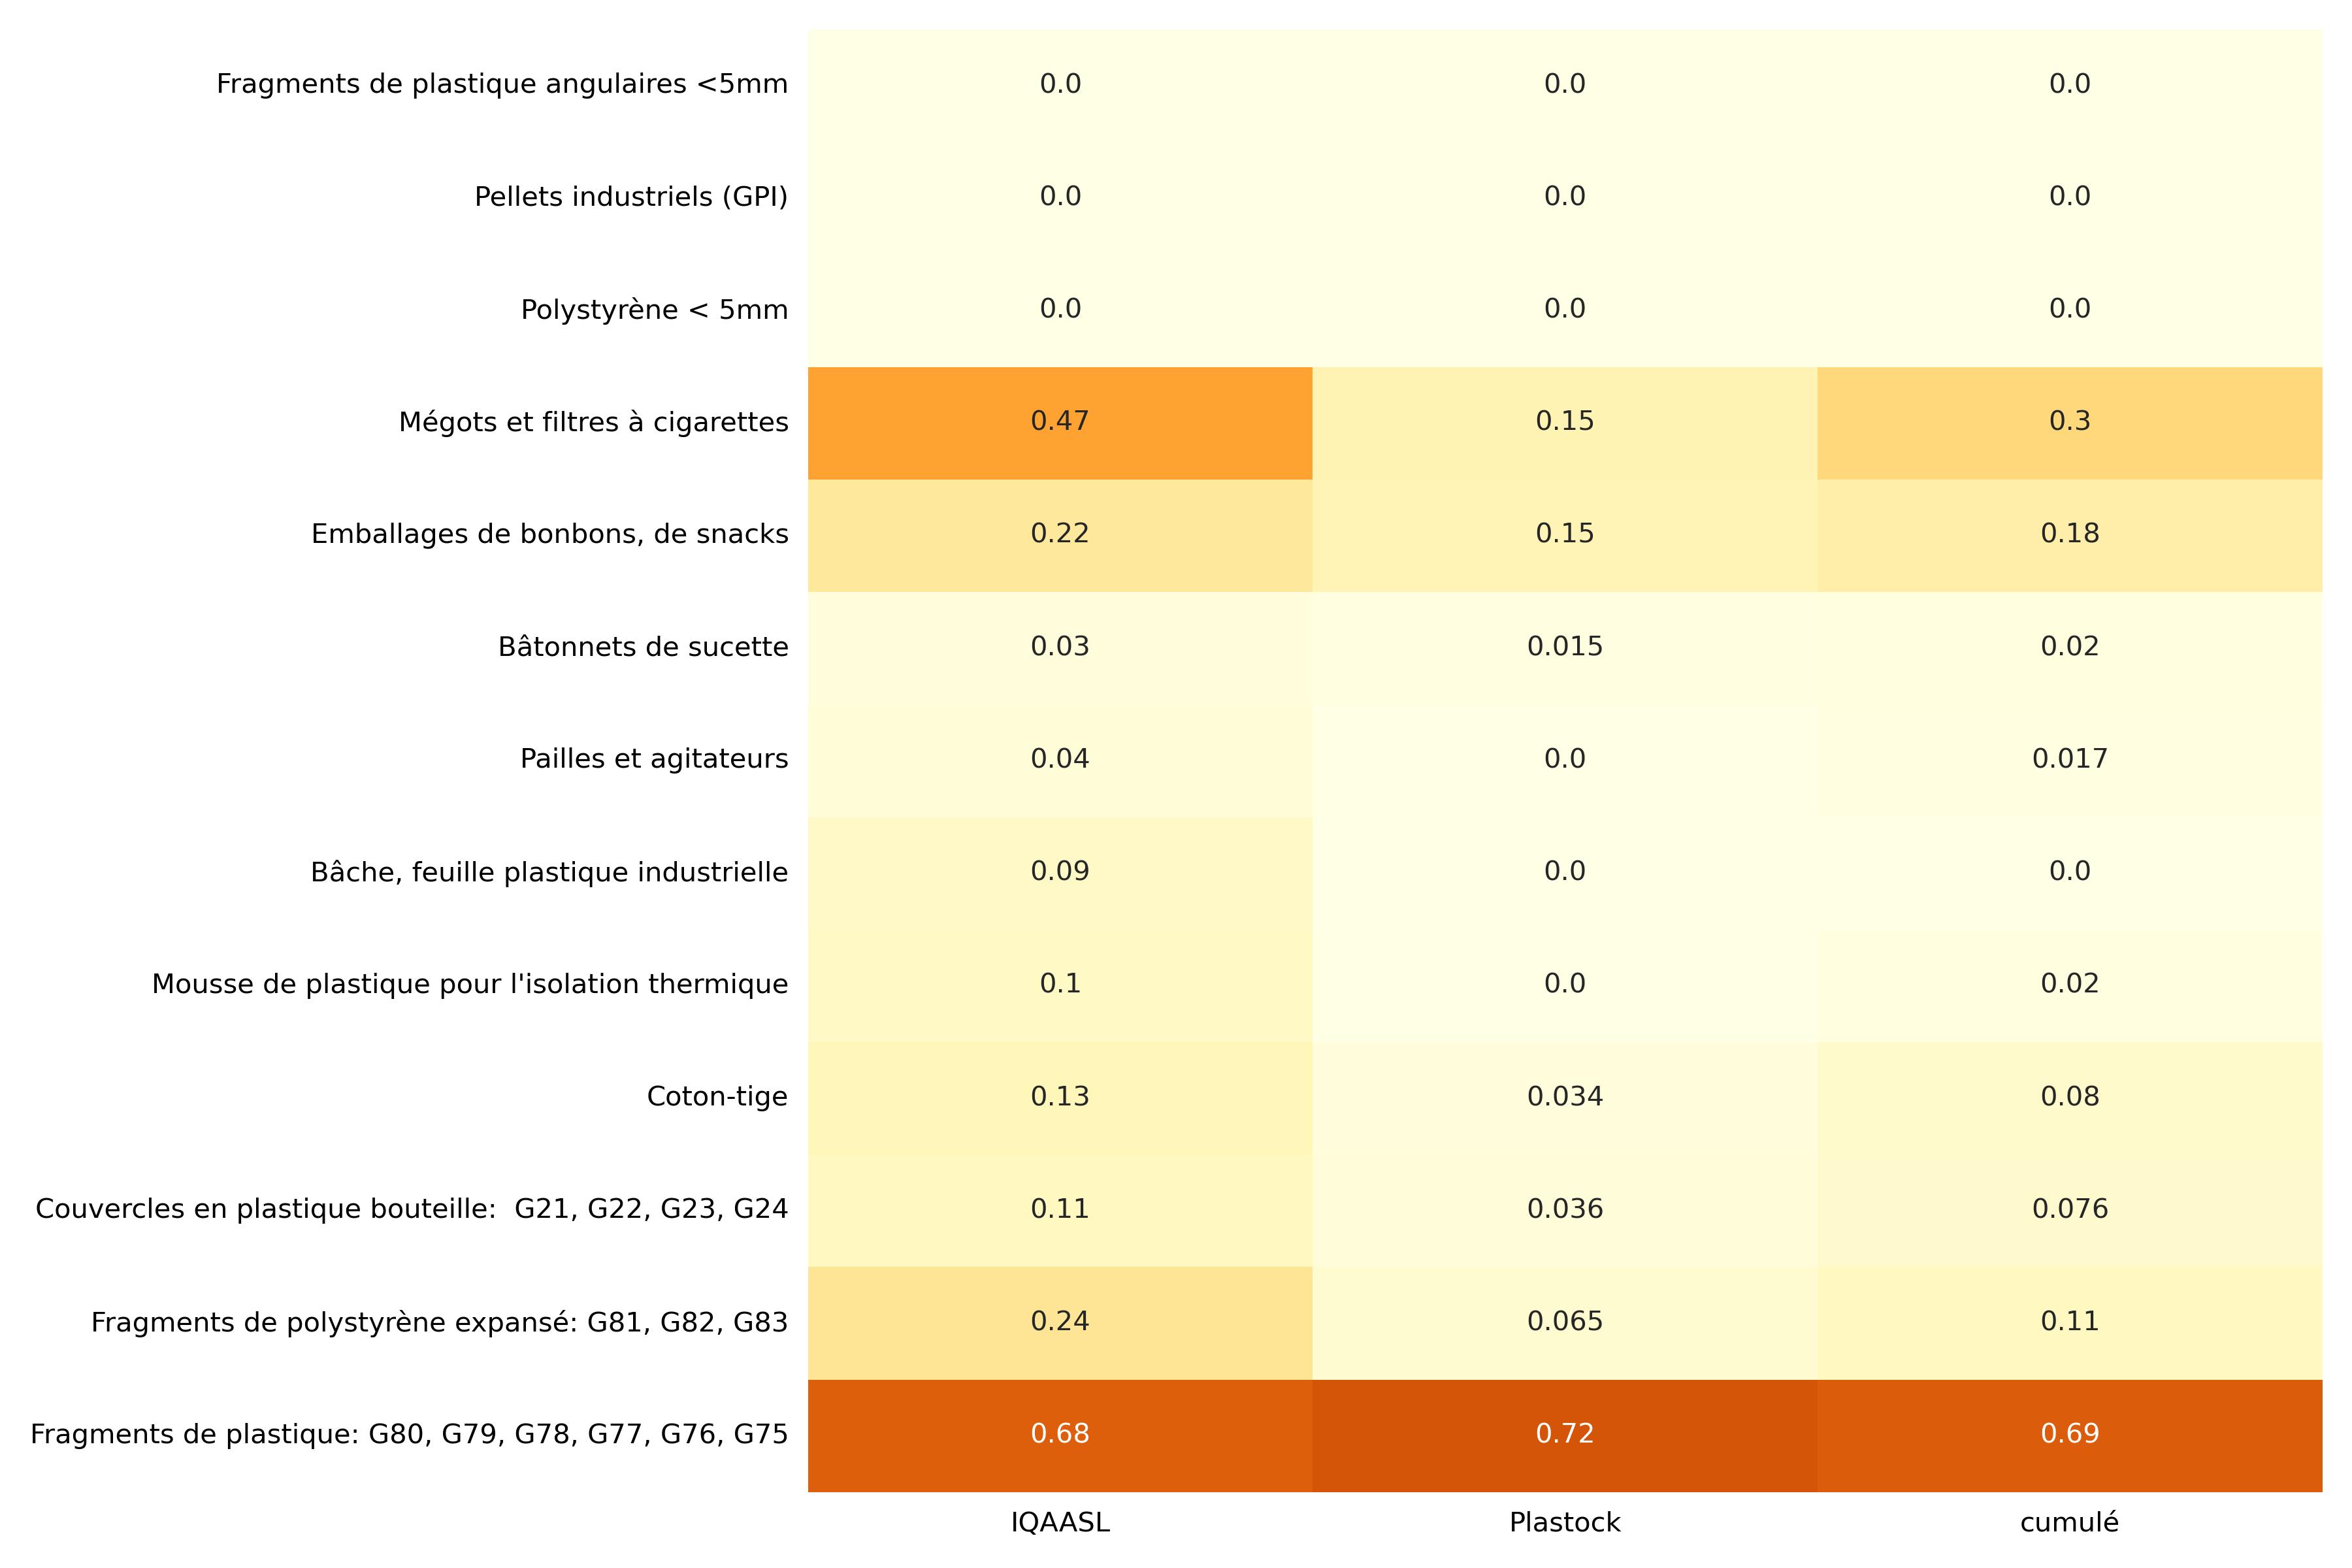 Fragments de plastique angulaires <5mm 0.0 0.0 0.0
Pellets industriels (GPI) 0.0 0.0 0.0
Polystyrène < 5mm 0.0 0.0 0.0
Mégots et filtres à cigarettes 0.47 0.15 0.3
Emballages de bonbons, de snacks 0.22 0.15 0.18
Bâtonnets de sucette 0.03 0.015 0.02
Pailles et agitateurs 0.04 0.0 0.017
Bâche, feuille plastique industrielle 0.09 0.0 0.0
Mousse de plastique pour l'isolation thermique 0.1 0.0 0.02
Coton-tige 0.13 0.034 0.08
Couvercles en plastique bouteille:  G21, G22, G23, G24 0.11 0.036 0.076
Fragments de polystyrène expansé: G81, G82, G83 0.24 0.065 0.11
Fragments de plastique: G80, G79, G78, G77, G76, G75 0.68 0.72 0.69
IQAASL Plastock cumulé